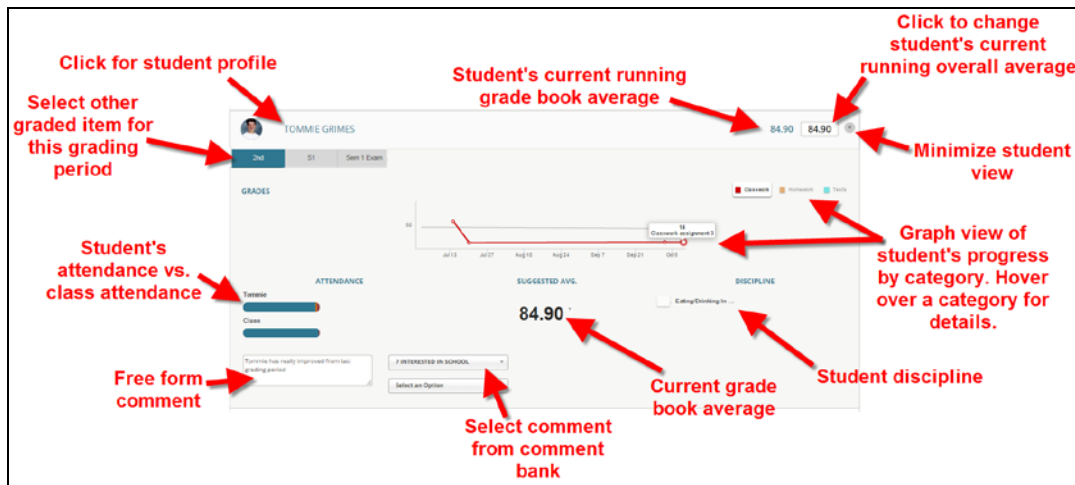 Click to change
student's current
running overall
average
Click for student profile
Student's current running
grade book average
Select other
graded item for
this grading
period
TOMMIE GRIMES
84.90 84.90
2nd S1 Sem 1 Exam
Minimize student
view
GRADES
Classwork Homework Tests
50
Classwork assignment 3
Jul 13 Jul 27 Aug 10 Aug 24 Sep 7 Sep 21 Oct 5
Graph view of
student's progress
by category. Hover
over a category for
details.
Student's
attendance vs.
class attendance
ATTENDANCE SUGGESTED AVG. DISCIPLINE
Tommie
Class
84.90
Eating/Drinking In ...
Tommie has really improved from last
grading period
7 INTERESTED IN SCHOOL
Select an Option
Free form
comment
Select comment
from comment
bank
Current grade
book average
Student discipline